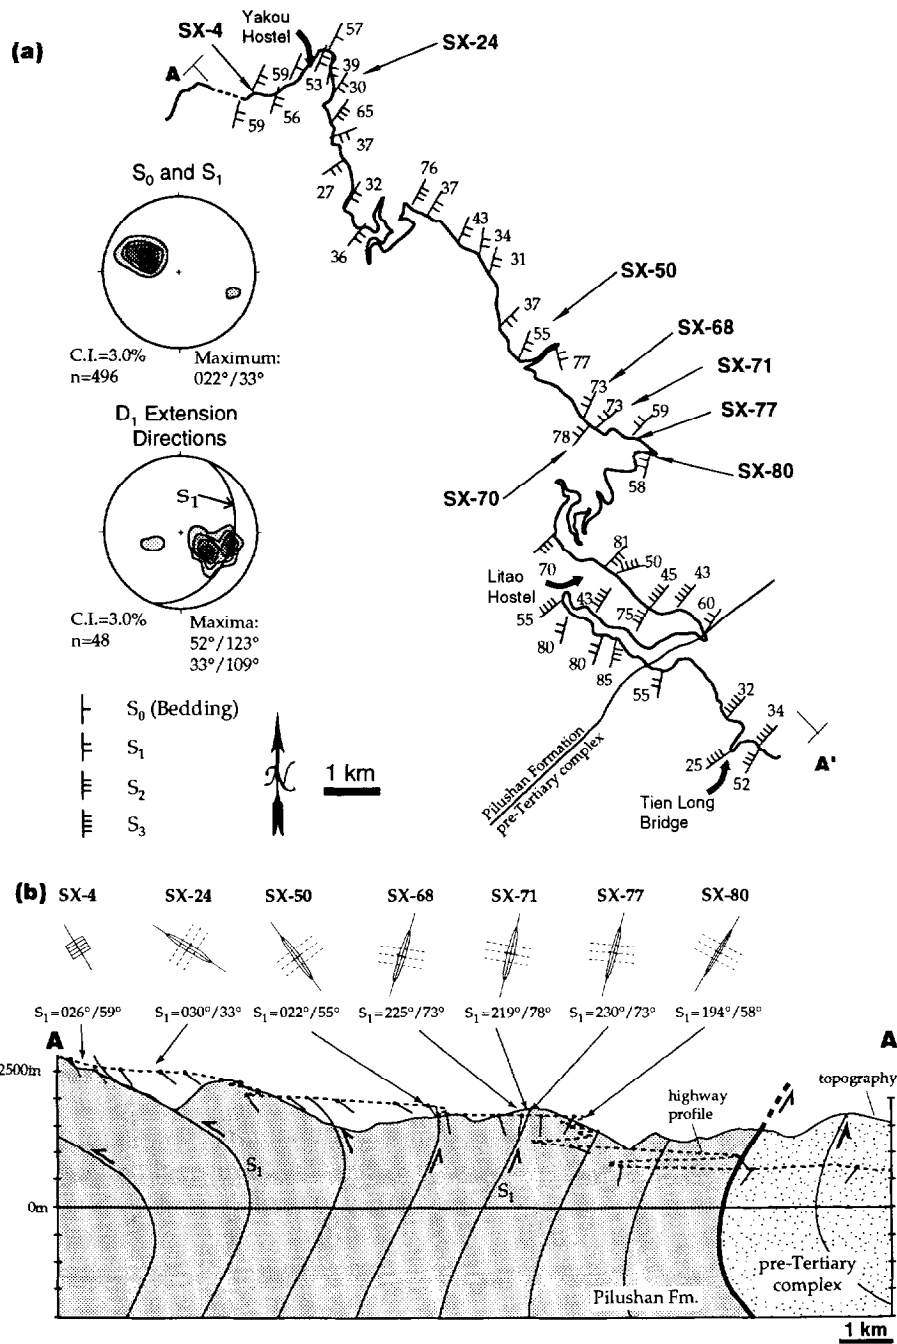 (a)
SX-4
Yakou
Hostel
57
SX-24
A
59
53
39
30
59
56
65
37
27
32
36
76
37
43
34
31
37
SX-50
55
77
SX-68
73
SX-71
73
59
SX-77
78
SX-70
58
SX-80
S0 and S1
C.I.=3.0%
n=496
Maximum:
022°/33°
D1 Extension
Directions
S1
C.I.=3.0%
n=48
Maxima:
52°/123°
33°/109°
S0 (Bedding)
S1
S2
S3
N
1 km
70
81
50
Litao
Hostel
45
43
43
75
60
55
80
80
85
55
32
34
25
52
A'
Pilushan Formation
pre-Tertiary complex
Tien Long
Bridge
(b)
SX-4 SX-24 SX-50 SX-68 SX-71 SX-77 SX-80
S1=026°/59° S1=030°/33° S1=022°/55° S1=225°/73° S1=219°/78° S1=230°/73° S1=194°/58°
A
A
2500m
highway
profile
topography
S1
S1
0m
Pilushan Fm.
pre-Tertiary
complex
1 km